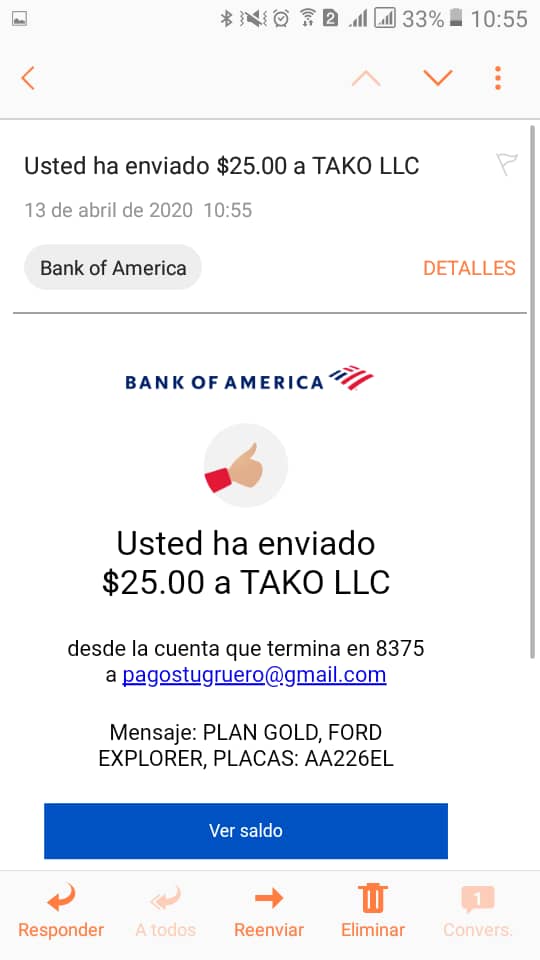 2 33% 10:55
Usted ha enviado $25.00 a TAKO LLC
13 de abril de 2020 10:55
Bank of America
DETALLES
BANK OF AMERICA
Usted ha enviado
$25.00 a TAKO LLC
desde la cuenta que termina en 8375
a pagostugruero@gmail.com
Mensaje: PLAN GOLD, FORD
EXPLORER, PLACAS: AA226EL
Ver saldo
1
Responder A todos Reenviar Eliminar Convers.